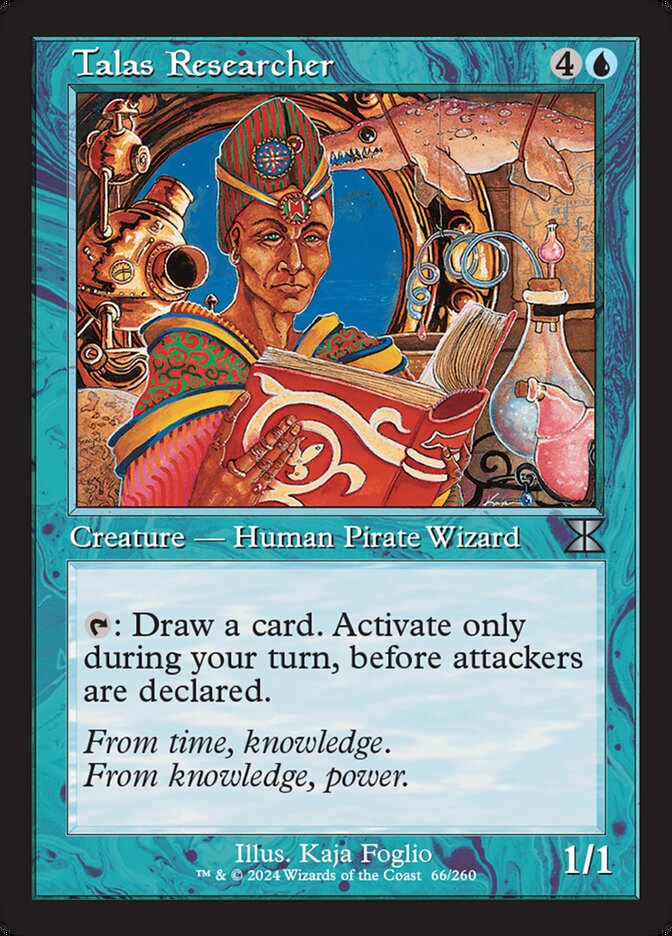 Talas Researcher 4
Creature — Human Pirate Wizard
: Draw a card. Activate only
during your turn, before attackers
are declared.
From time, knowledge.
From knowledge, power.
Illus. Kaja Foglio
™ & © 2024 Wizards of the Coast 66/260
1/1